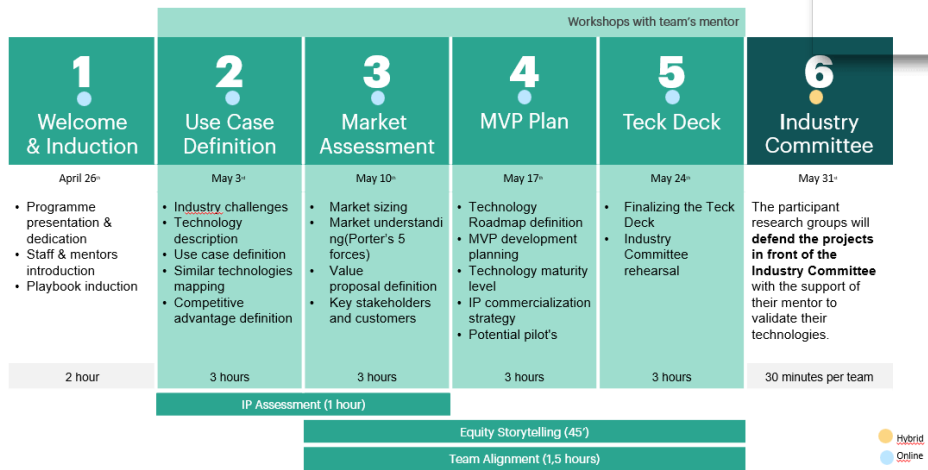 Workshops with team's mentor
1
Welcome
& Induction
2
Use Case
Definition
3
Market
Assessment
4
MVP Plan
5
Teck Deck
6
Industry
Committee
April 26th
May 3rd
May 10th
May 17th
May 24th
May 31st
• Programme
presentation &
dedication
• Staff & mentors
introduction
• Playbook induction
• Industry challenges
• Technology
description
• Use case definition
• Similar technologies
mapping
• Competitive
advantage definition
• Market sizing
• Market understandi
ng(Porter's 5
forces)
• Value
proposal definition
• Key stakeholders
and customers
• Technology
Roadmap definition
• MVP development
planning
• Technology maturity
level
• IP commercialization
strategy
• Potential pilot's
• Finalizing the Teck
Deck
• Industry
Committee
rehearsal
The participant
research groups will
defend the projects
in front of the
Industry Committee
with the support of
their mentor to
validate their
technologies.
2 hour
3 hours
3 hours
3 hours
3 hours
30 minutes per team
IP Assessment (1 hour)
Equity Storytelling (45')
Team Alignment (1,5 hours)
Hybrid
Online